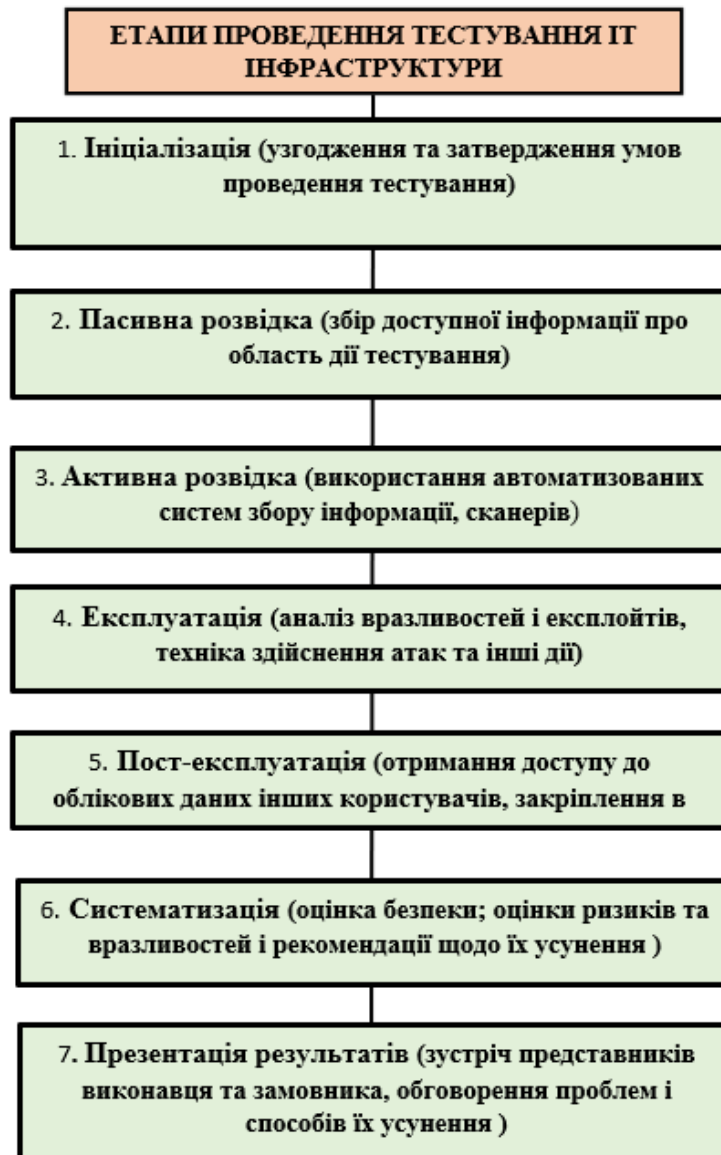 ЕТАПИ ПРОВЕДЕННЯ ТЕСТУВАННЯ ІТ
ІНФРАСТРУКТУРИ
1. Ініціалізація (узгодження та затвердження умов
проведення тестування)
2. Пасивна розвідка (збір доступної інформації про
область дії тестування)
3. Активна розвідка (використання автоматизованих
систем збору інформації, сканерів)
4. Експлуатація (аналіз вразливостей і експлойтів,
техніка здійснення атак та інші дії)
5. Пост-експлуатація (отримання доступу до
облікових даних інших користувачів, закріплення в
6. Систематизація (оцінка безпеки; оцінки ризиків та
вразливостей і рекомендації щодо їх усунення )
7. Презентація результатів (зустріч представників
виконавця та замовника, обговорення проблем і
способів їх усунення )